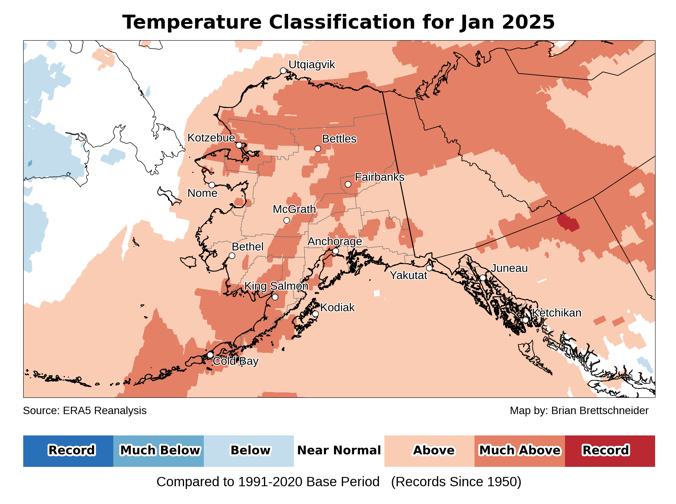 Temperature Classification for Jan 2025
Utqiaġvik
Kotzebue
Bettles
Fairbanks
Nome
McGrath
Anchorage
Bethel
Yakutat
Juneau
King Salmon
Kodiak
Ketchikan
Cold Bay
Source: ERA5 Reanalysis
Map by: Brian Brettschneider
Record Much Below Below Near Normal Above Much Above Record
Compared to 1991-2020 Base Period (Records Since 1950)